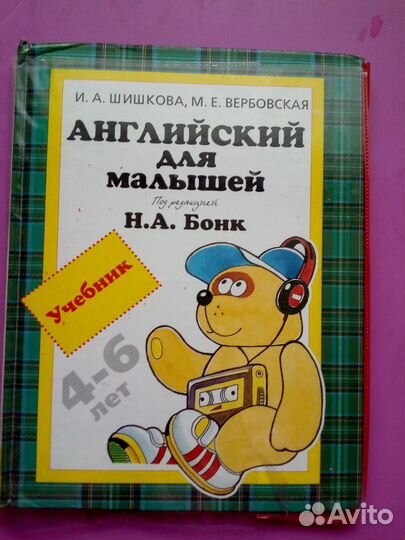 И. А. ШИШКОВА, М. Е. ВЕРБОВСКАЯ
АНГЛИЙСКИЙ
ДЛЯ
МАЛЫШЕЙ
Под редакцией
Н.А. Бонк
Учебник
4-6
лет
Avito